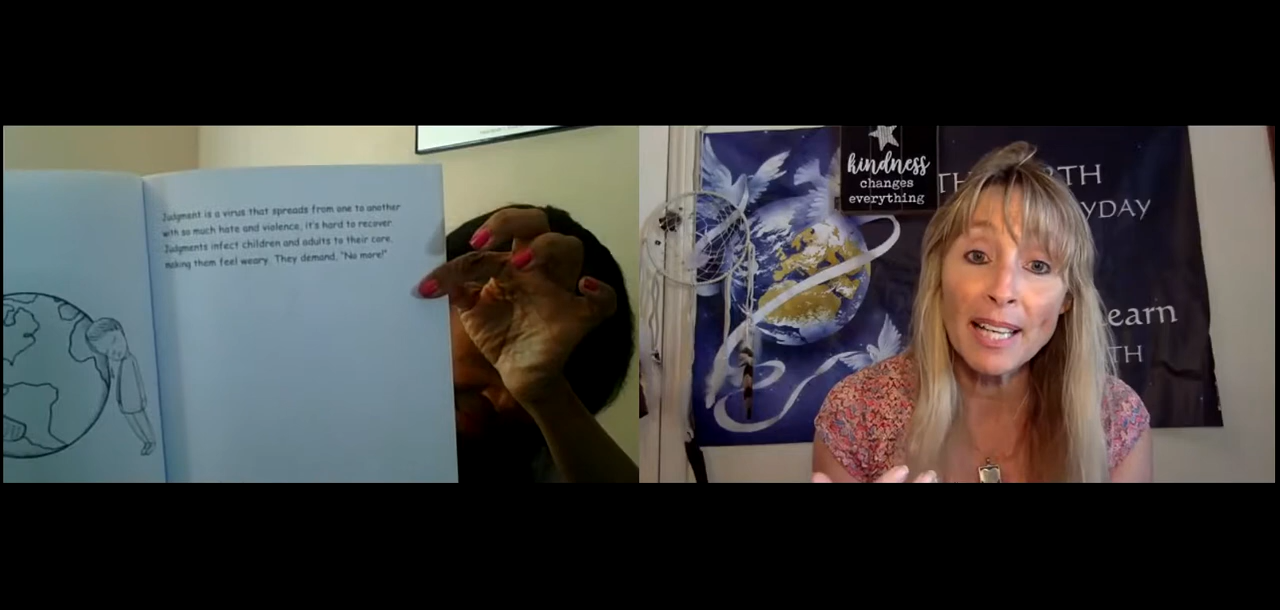 Judgment is a virus that spreads from one to another
with so much hate and violence, it's hard to recover.
Judgments infect children and adults to their core,
making them feel weary. They demand, "No more!"
kindness
changes
everything
YDAY
earn